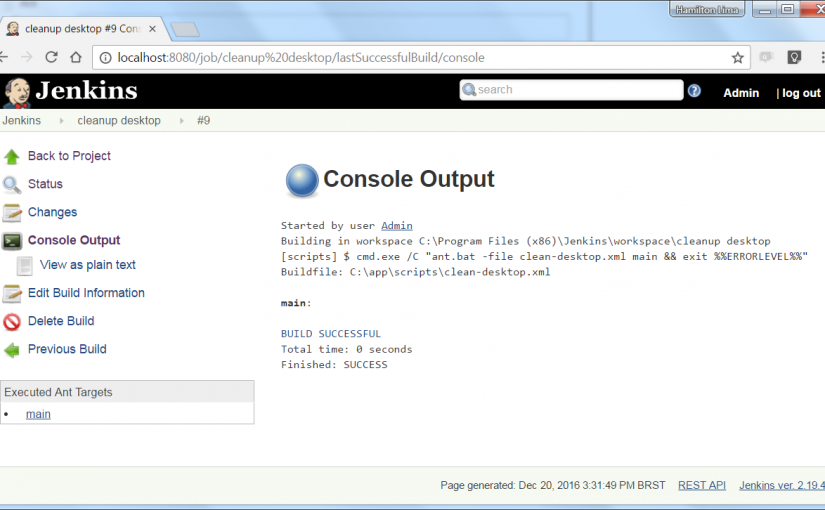 Hamilton Lima
cleanup desktop #9 Cons
localhost:8080/job/cleanup%20desktop/lastSuccessfulBuild/console
Jenkins
search
Admin | log out
Jenkins cleanup desktop #9
Back to Project
Status
Changes
Console Output
View as plain text
Edit Build Information
Delete Build
Previous Build
Executed Ant Targets
main
Console Output
Started by user Admin
Building in workspace C:\Program Files (x86)\Jenkins\workspace\cleanup desktop
[scripts] $ cmd.exe /C "ant.bat -file clean-desktop.xml main && exit %%ERRORLEVEL%%"
Buildfile: C:\app\scripts\clean-desktop.xml
main:
BUILD SUCCESSFUL
Total time: 0 seconds
Finished: SUCCESS
Page generated: Dec 20, 2016 3:31:49 PM BRST REST API Jenkins ver. 2.19.4